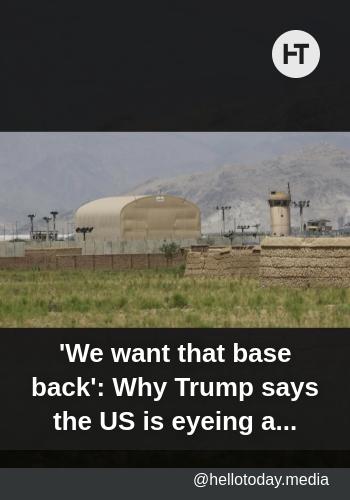 HT
'We want that base
back': Why Trump says
the US is eyeing a...
@hellotoday.media